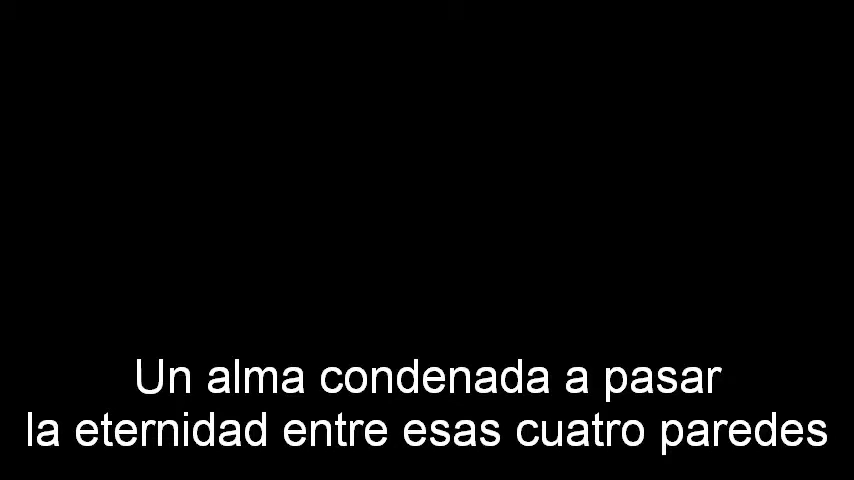 Un alma condenada a pasar
la eternidad entre esas cuatro paredes